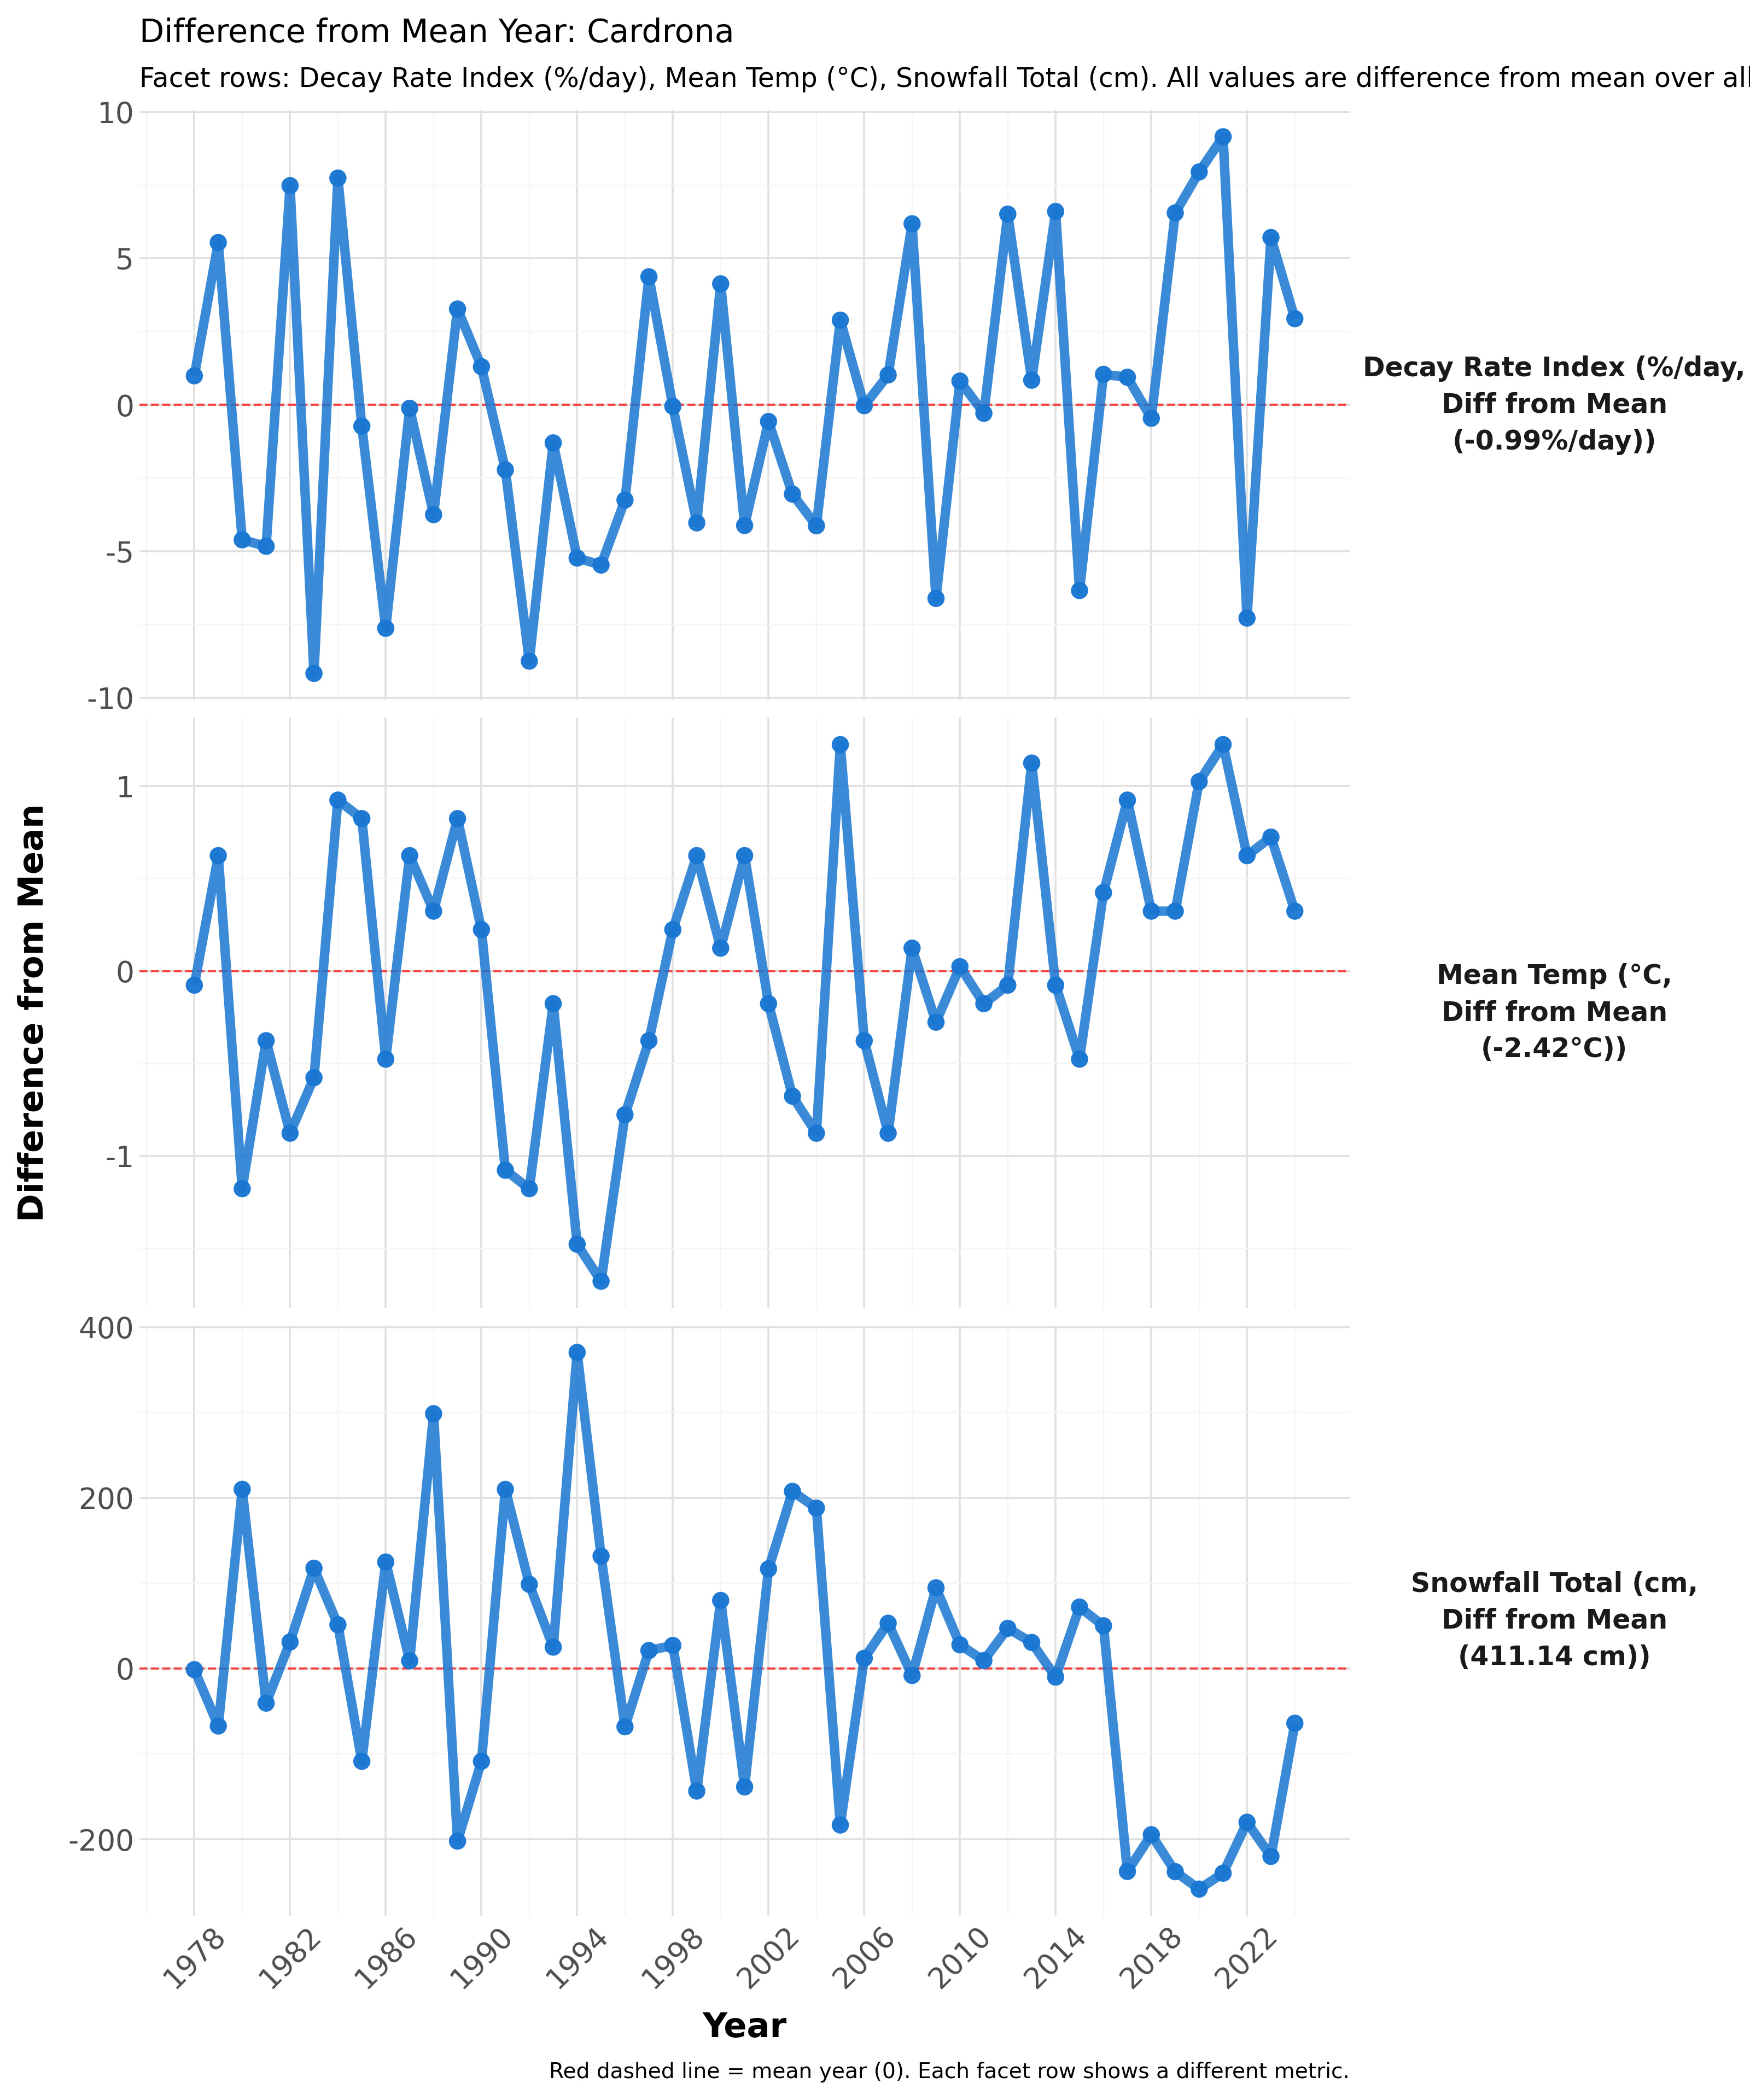 Difference from Mean Year: Cardrona
Facet rows: Decay Rate Index (%/day), Mean Temp (°C), Snowfall Total (cm). All values are difference from mean over all
10
5
0
-5
-10
Decay Rate Index (%/day,
Diff from Mean
(-0.99%/day))
Difference from Mean
1
0
-1
Mean Temp (°C,
Diff from Mean
(-2.42°C))
400
200
0
-200
Snowfall Total (cm,
Diff from Mean
(411.14 cm))
1978
1982
1986
1990
1994
1998
2002
2006
2010
2014
2018
2022
Year
Red dashed line = mean year (0). Each facet row shows a different metric.